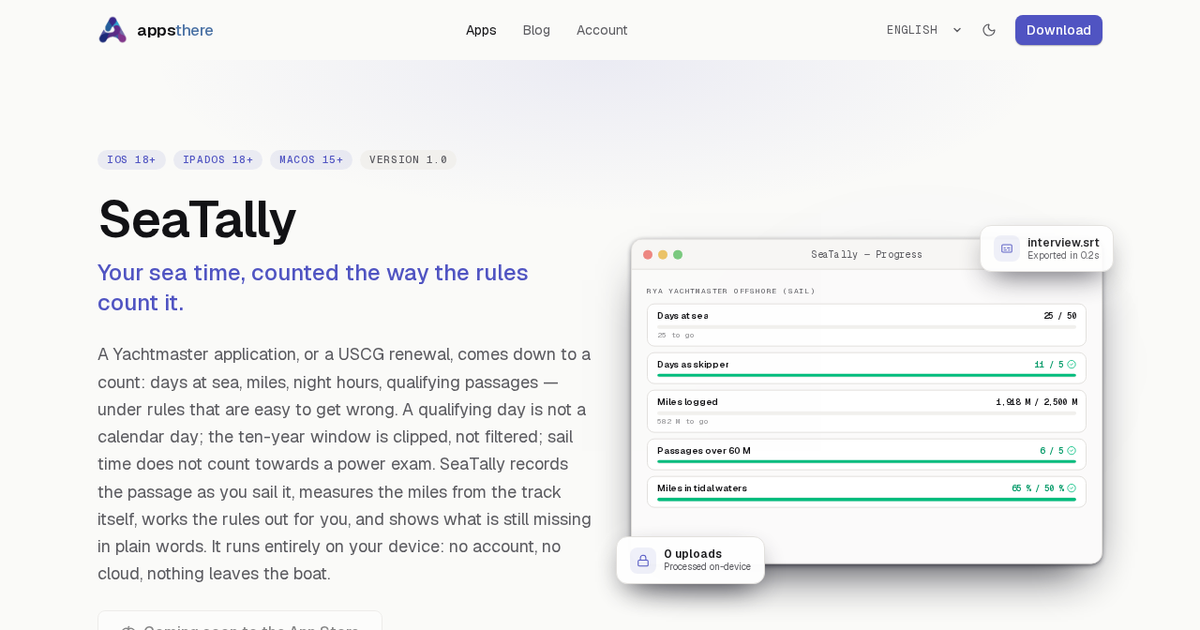 appsthere
Apps
Blog
Account
ENGLISH
Download
IOS 18+
IPADOS 18+
MACOS 15+
VERSION 1.0
SeaTally
Your sea time, counted the way the rules
count it.
A Yachtmaster application, or a USCG renewal, comes down to a
count: days at sea, miles, night hours, qualifying passages —
under rules that are easy to get wrong. A qualifying day is not a
calendar day; the ten-year window is clipped, not filtered; sail
time does not count towards a power exam. SeaTally records
the passage as you sail it, measures the miles from the track
itself, works the rules out for you, and shows what is still missing
in plain words. It runs entirely on your device: no account, no
cloud, nothing leaves the boat.
Coming soon to the App Store
SeaTally — Progress
interview.srt
Exported in 0.2s
RYA YACHTMASTER OFFSHORE (SAIL)
Days at sea
25 / 50
25 to go
Days as skipper
11 / 5
Miles logged
1,918 M / 2,500 M
582 M to go
Passages over 60 M
6 / 5
Miles in tidal waters
65 % / 50 %
0 uploads
Processed on-device